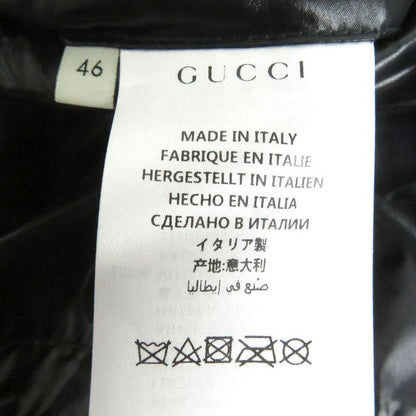 46
GUCCI
MADE IN ITALY
FABRIQUE EN ITALIE
HERGESTELLT IN ITALIEN
HECHO EN ITALIA
СДЕЛАНО В ИТАЛИИ
イタリア製
产地:意大利
صنع في إيطاليا